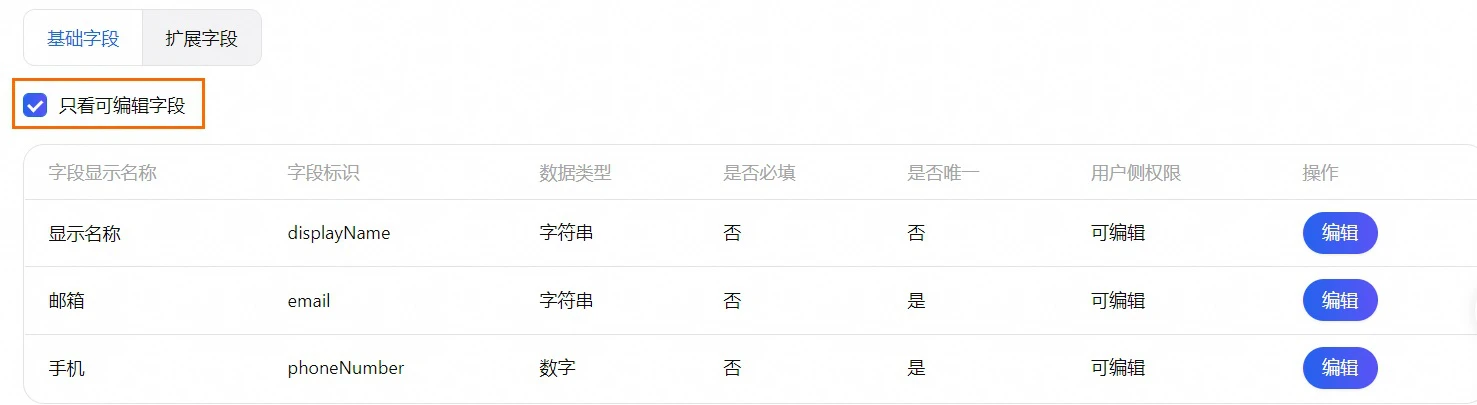 基础字段 扩展字段
只看可编辑字段
字段显示名称 字段标识 数据类型 是否必填 是否唯一 用户侧权限 操作
显示名称 displayName 字符串 否 否 可编辑 编辑
邮箱 email 字符串 否 是 可编辑 编辑
手机 phoneNumber 数字 否 是 可编辑 编辑